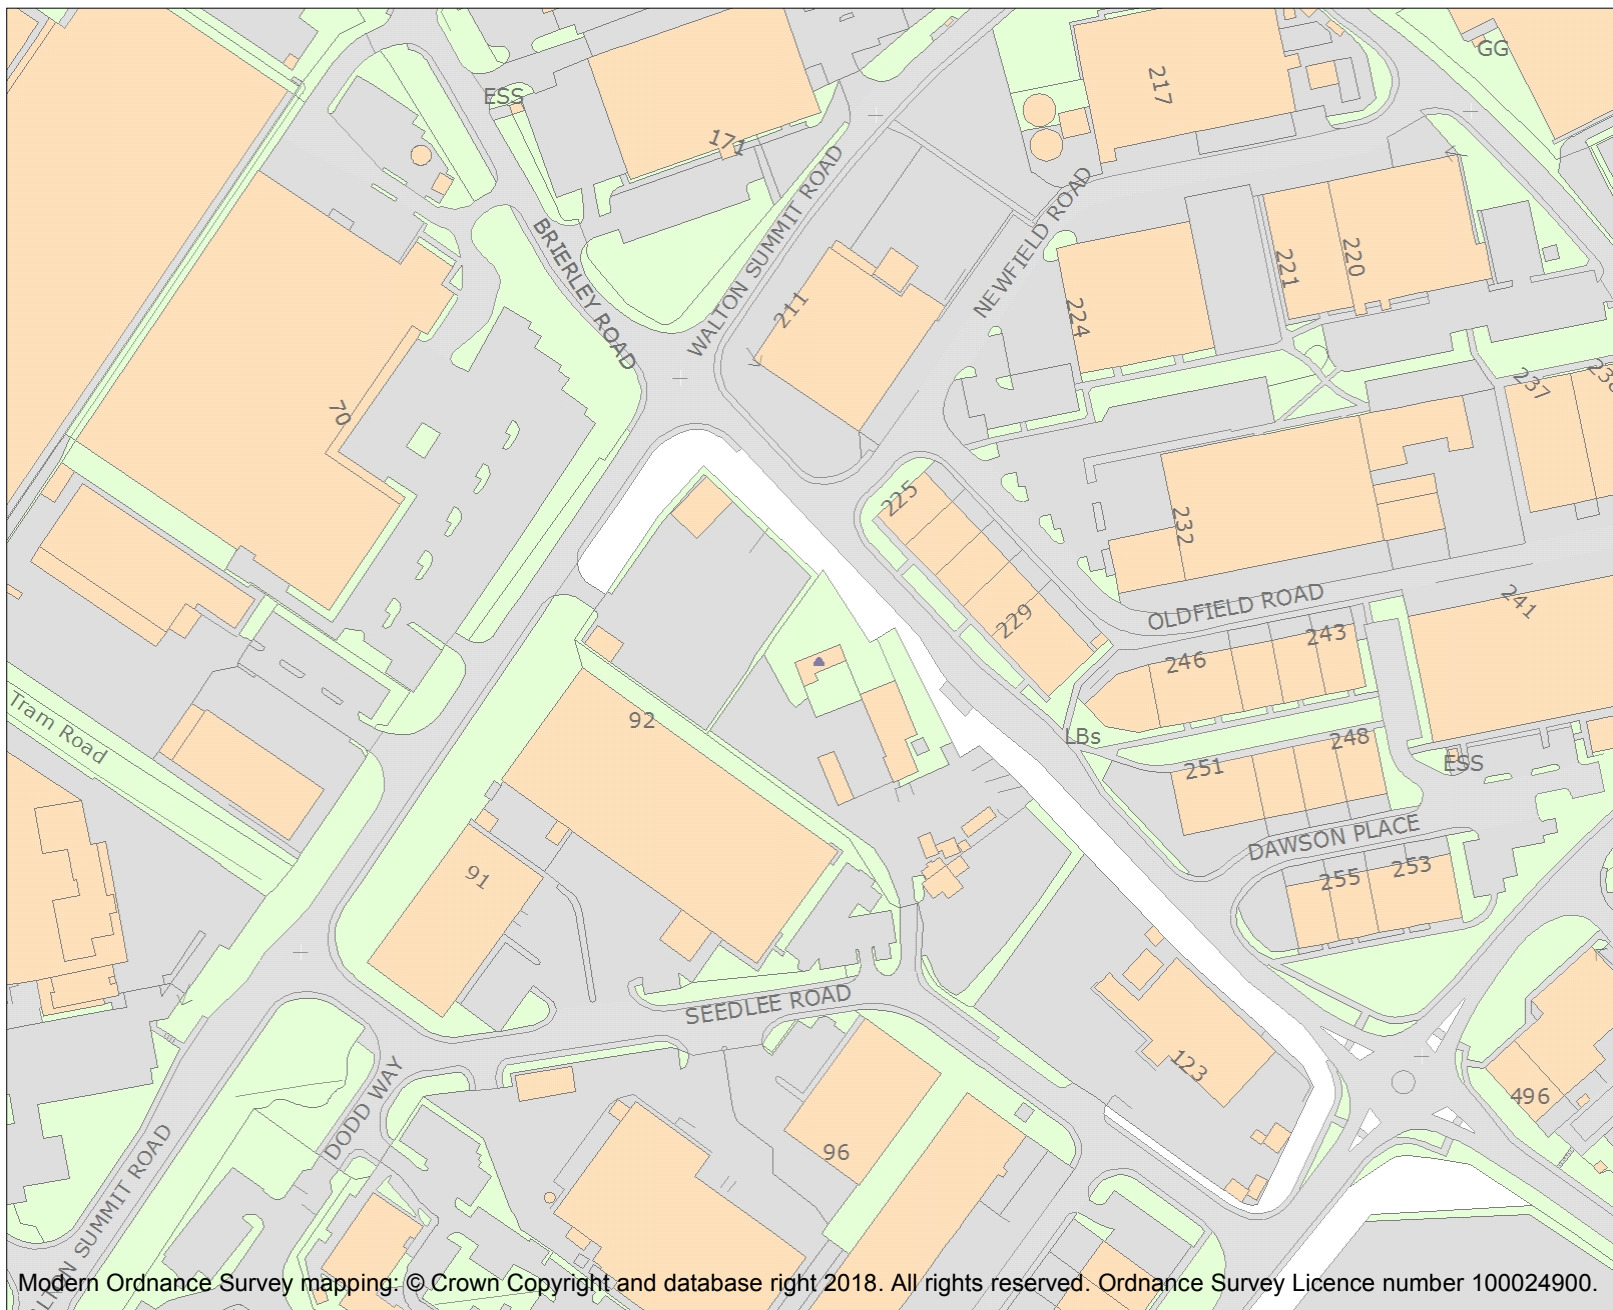 GG
217
ESS
171
WALTON SUMMIT ROAD
NEWFIELD ROAD
BRIERLEY ROAD
221
220
224
211
237
70
225
232
229
OLDFIELD ROAD
241
243
246
92
Tram Road
LBs
248
251
ESS
DAWSON PLACE
91
255
253
SEEDLEE ROAD
123
496
DODD WAY
96
SUMMIT ROAD
Modern Ordnance Survey mapping: © Crown Copyright and database right 2018. All rights reserved. Ordnance Survey Licence number 100024900.